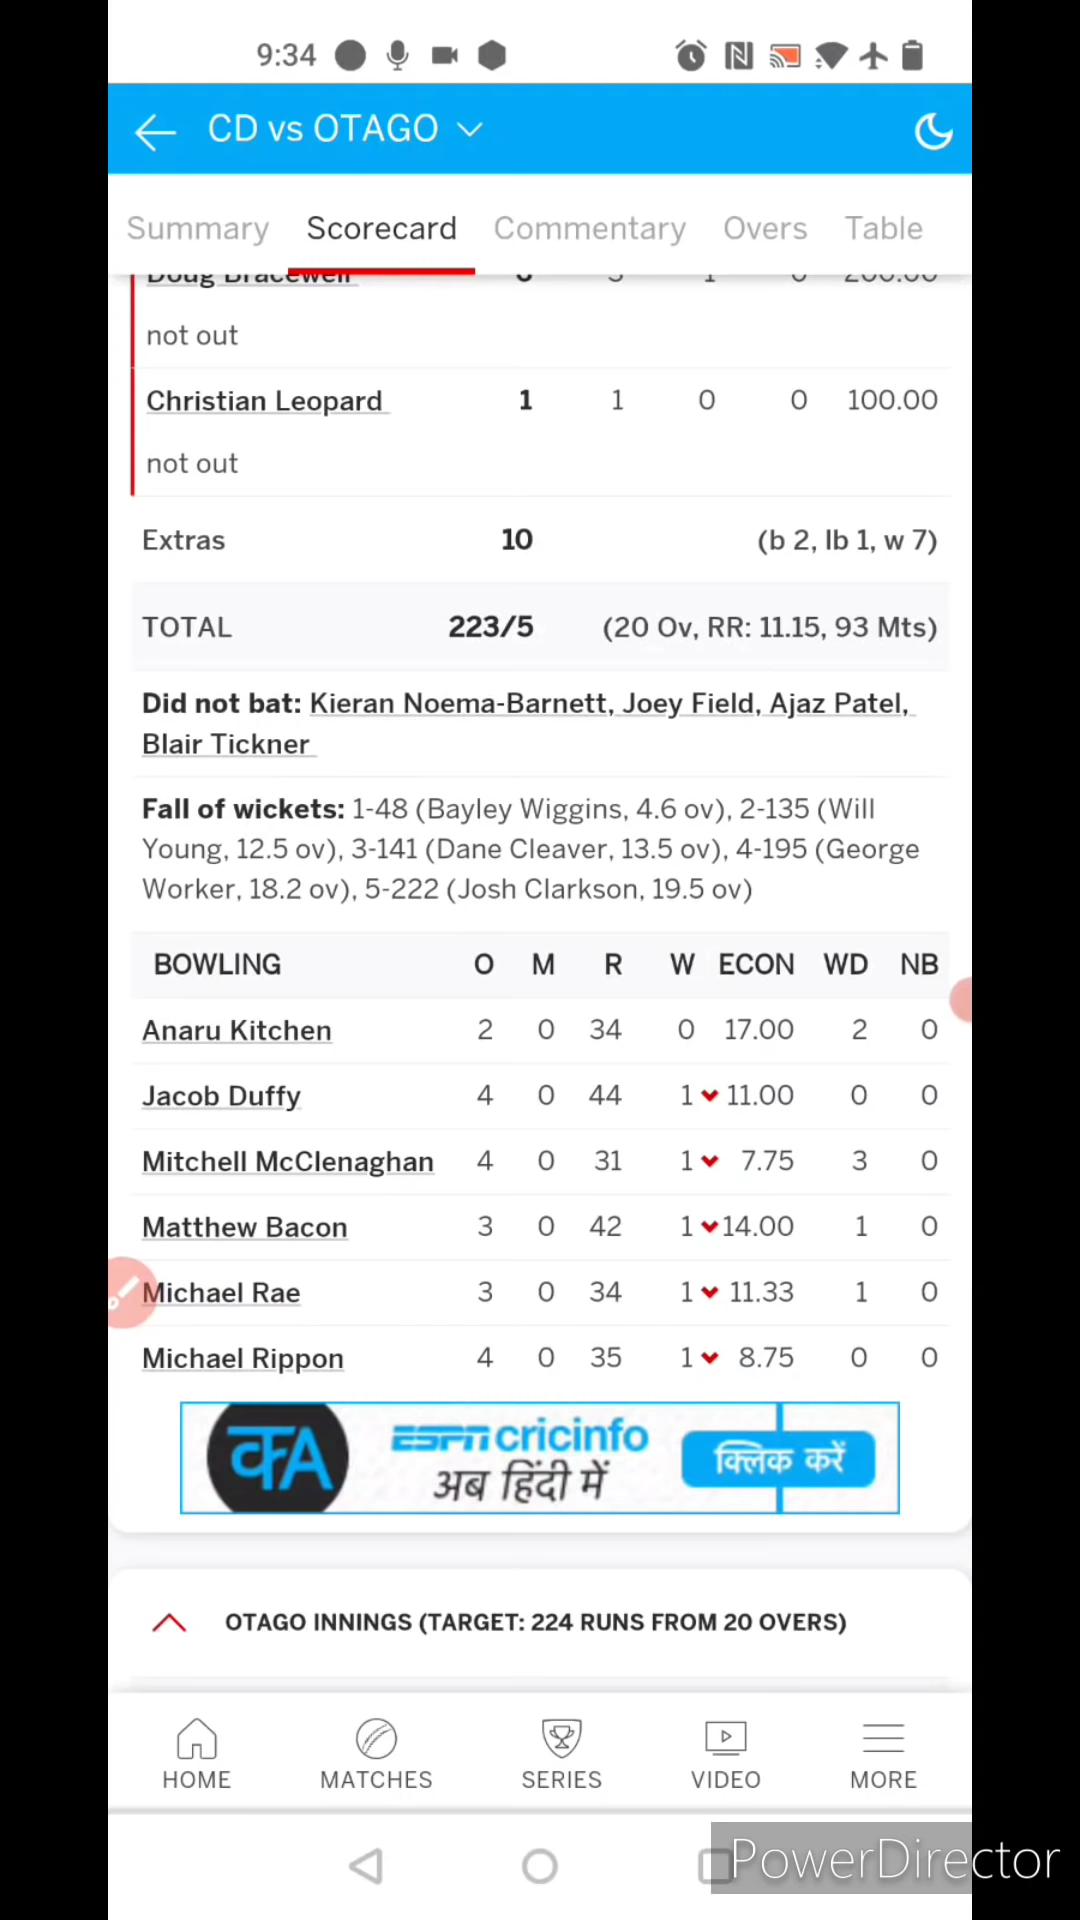 9:34
CD vs OTAGO
Summary Scorecard Commentary Overs Table
Doug Bracewell 1 200.00
not out
Christian Leopard 1 1 0 0 100.00
not out
Extras 10 (b 2, lb 1, w 7)
TOTAL 223/5 (20 Ov, RR: 11.15, 93 Mts)
Did not bat: Kieran Noema-Barnett, Joey Field, Ajaz Patel,
Blair Tickner
Fall of wickets: 1-48 (Bayley Wiggins, 4.6 ov), 2-135 (Will
Young, 12.5 ov), 3-141 (Dane Cleaver, 13.5 ov), 4-195 (George
Worker, 18.2 ov), 5-222 (Josh Clarkson, 19.5 ov)
BOWLING O M R W ECON WD NB
Anaru Kitchen 2 0 34 0 17.00 2 0
Jacob Duffy 4 0 44 1 11.00 0 0
Mitchell McClenaghan 4 0 31 1 7.75 3 0
Matthew Bacon 3 0 42 1 14.00 1 0
Michael Rae 3 0 34 1 11.33 1 0
Michael Rippon 4 0 35 1 8.75 0 0
ESPN cricinfo
अब हिंदी में
क्लिक करें
OTAGO INNINGS (TARGET: 224 RUNS FROM 20 OVERS)
HOME MATCHES SERIES VIDEO MORE
PowerDirector